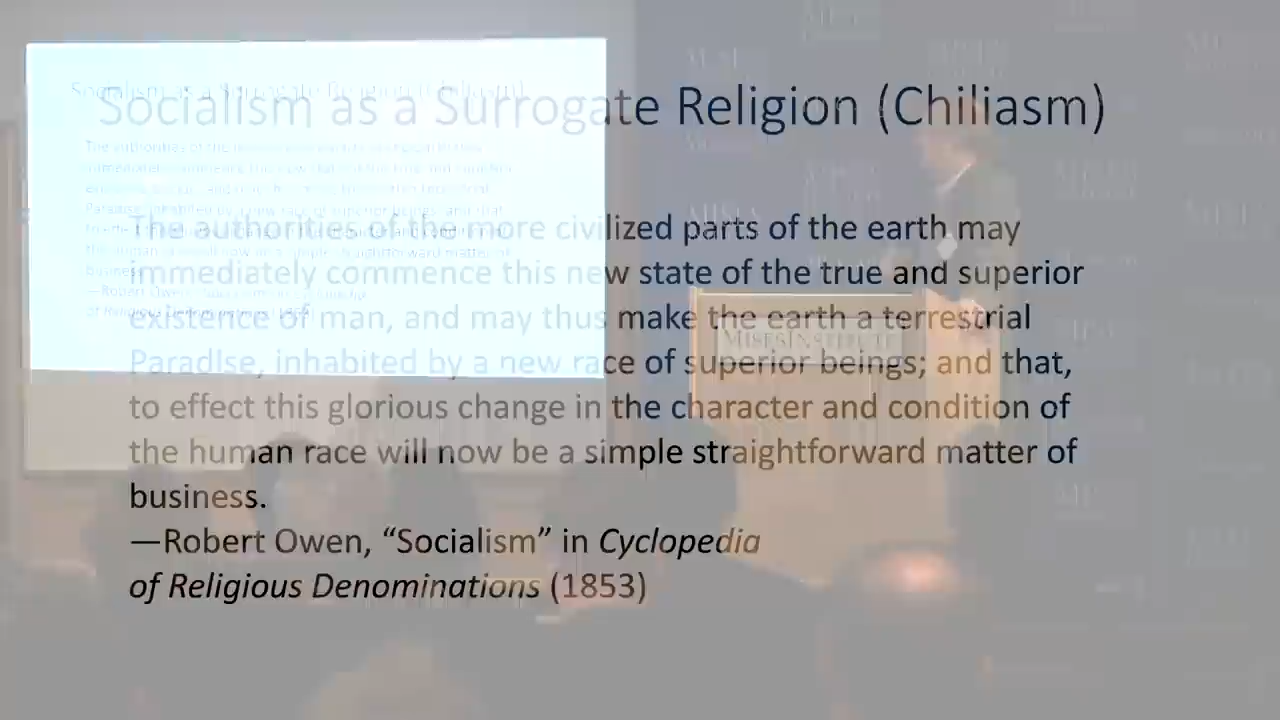 Socialism as a Surrogate Religion (Chiliasm)
The authorities of the more civilized parts of the earth may
immediately commence this new state of the true and superior
existence of man, and may thus make the earth a terrestrial
ParadIse, inhabited by a new race of superior beings; and that,
to effect this glorious change in the character and condition of
the human race will now be a simple straightforward matter of
business.
—Robert Owen, “Socialism” in Cyclopedia
of Religious Denominations (1853)
MISES INSTITUTE